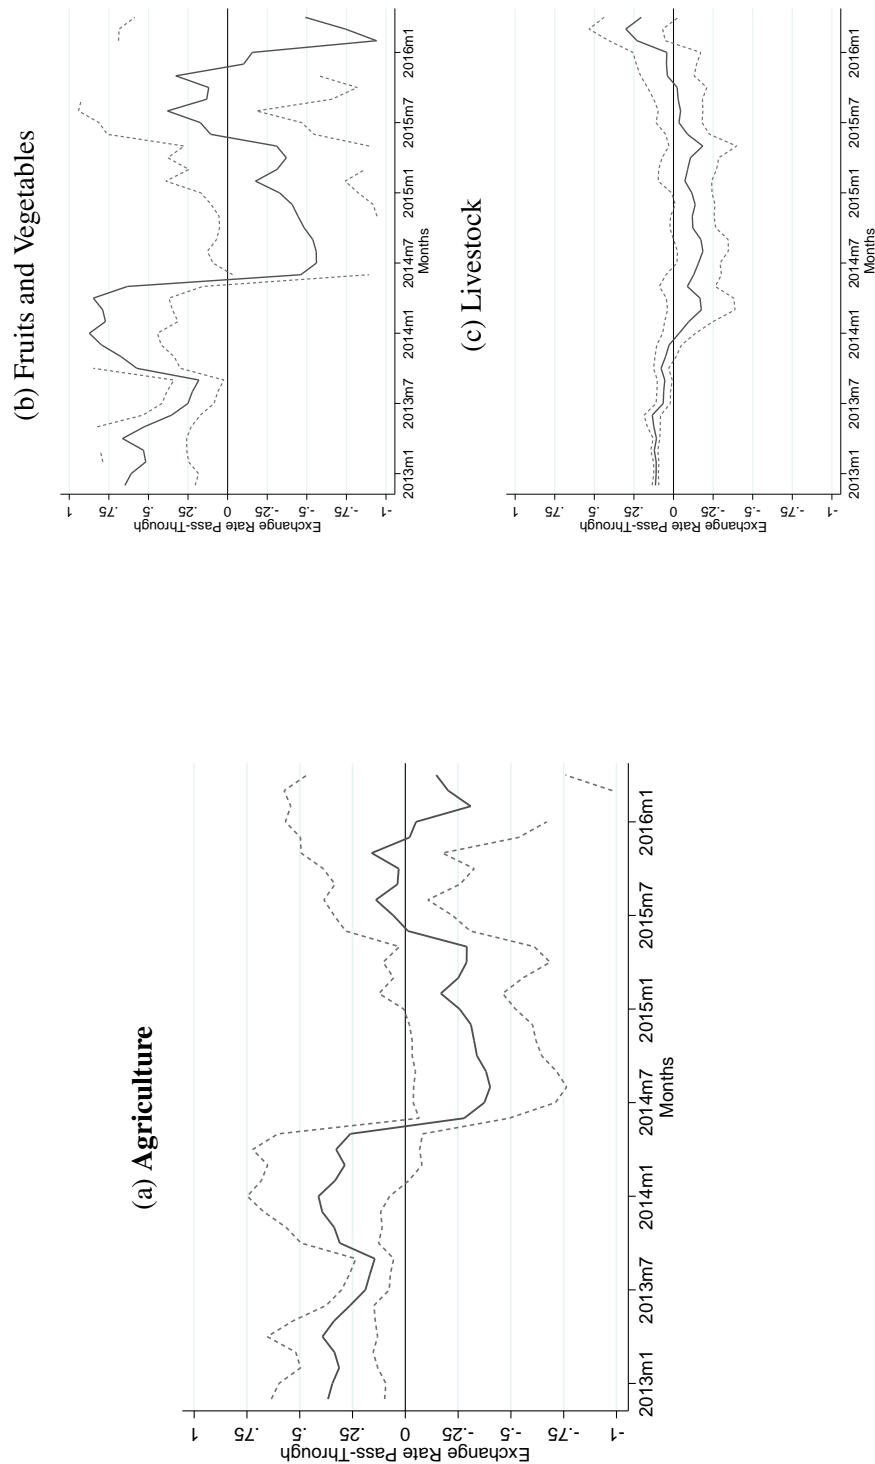 (a) Agriculture
Exchange Rate Pass-Through
1
.75
.5
.25
0
-.25
-.5
-.75
-1
2013m1
2013m7
2014m1
2014m7
2015m1
2015m7
2016m1
Months
(b) Fruits and Vegetables
Exchange Rate Pass-Through
1
.75
.5
.25
0
-.25
-.5
-.75
-1
2013m1
2013m7
2014m1
2014m7
2015m1
2015m7
2016m1
Months
(c) Livestock
Exchange Rate Pass-Through
1
.75
.5
.25
0
-.25
-.5
-.75
-1
2013m1
2013m7
2014m1
2014m7
2015m1
2015m7
2016m1
Months